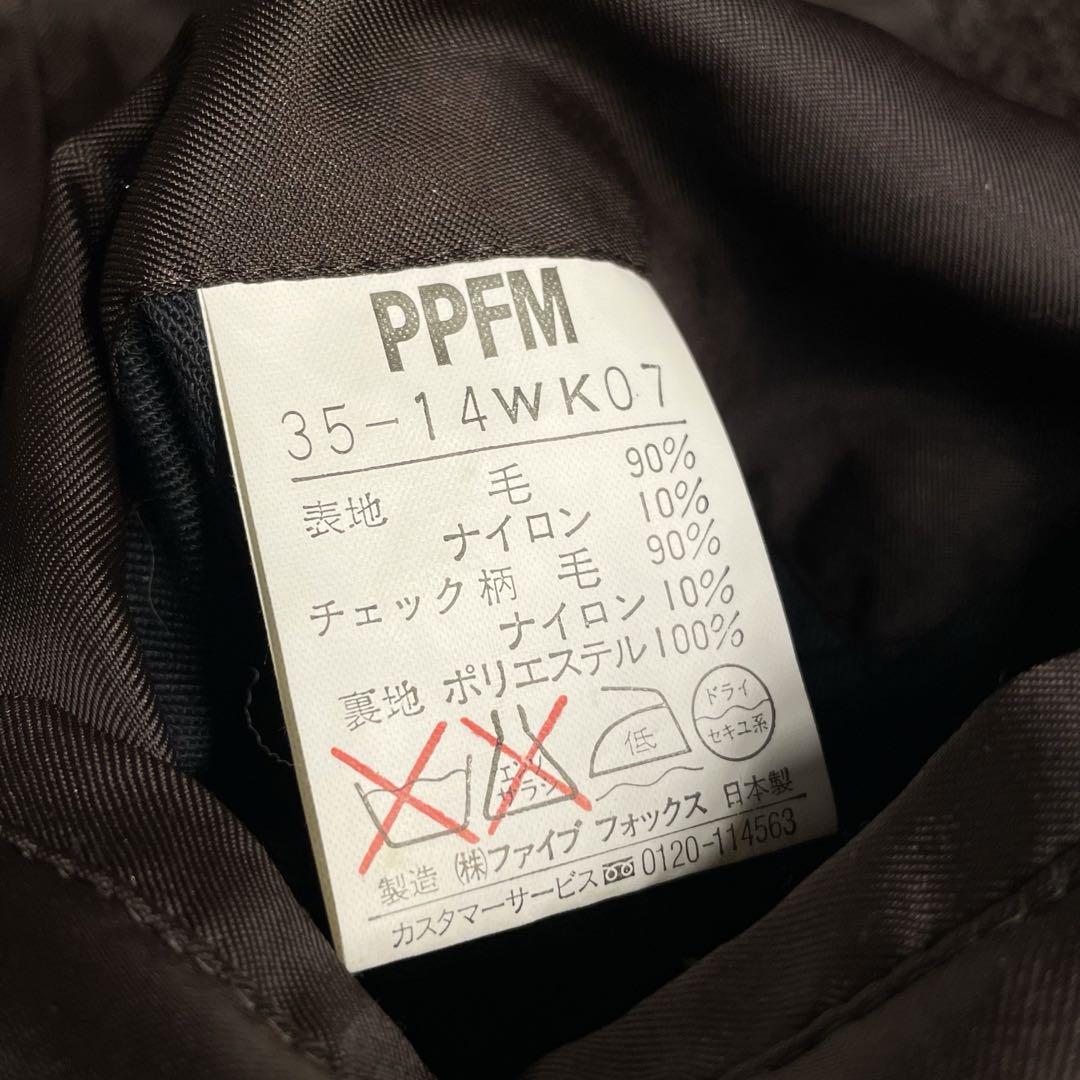 PPFM
35-14WK07
表地 毛 90%
ナイロン 10%
チェック柄 毛 90%
ナイロン 10%
裏地 ポリエステル 100%
エンソ サラシ 低 ドライ セキユ系
製造 (株)ファイブ フォックス 日本製
カスタマーサービス 0120-114563